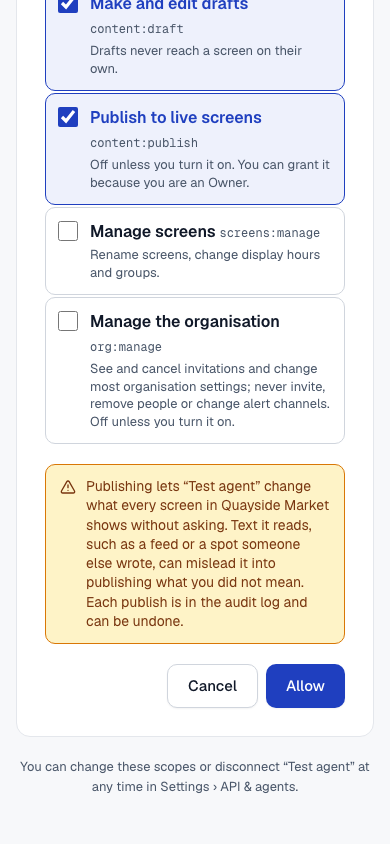 Make and edit drafts
content:draft
Drafts never reach a screen on their
own.
Publish to live screens
content:publish
Off unless you turn it on. You can grant it
because you are an Owner.
Manage screens screens:manage
Rename screens, change display hours
and groups.
Manage the organisation
org:manage
See and cancel invitations and change
most organisation settings; never invite,
remove people or change alert channels.
Off unless you turn it on.
Publishing lets “Test agent” change
what every screen in Quayside Market
shows without asking. Text it reads,
such as a feed or a spot someone
else wrote, can mislead it into
publishing what you did not mean.
Each publish is in the audit log and
can be undone.
Cancel Allow
You can change these scopes or disconnect “Test agent” at
any time in Settings › API & agents.